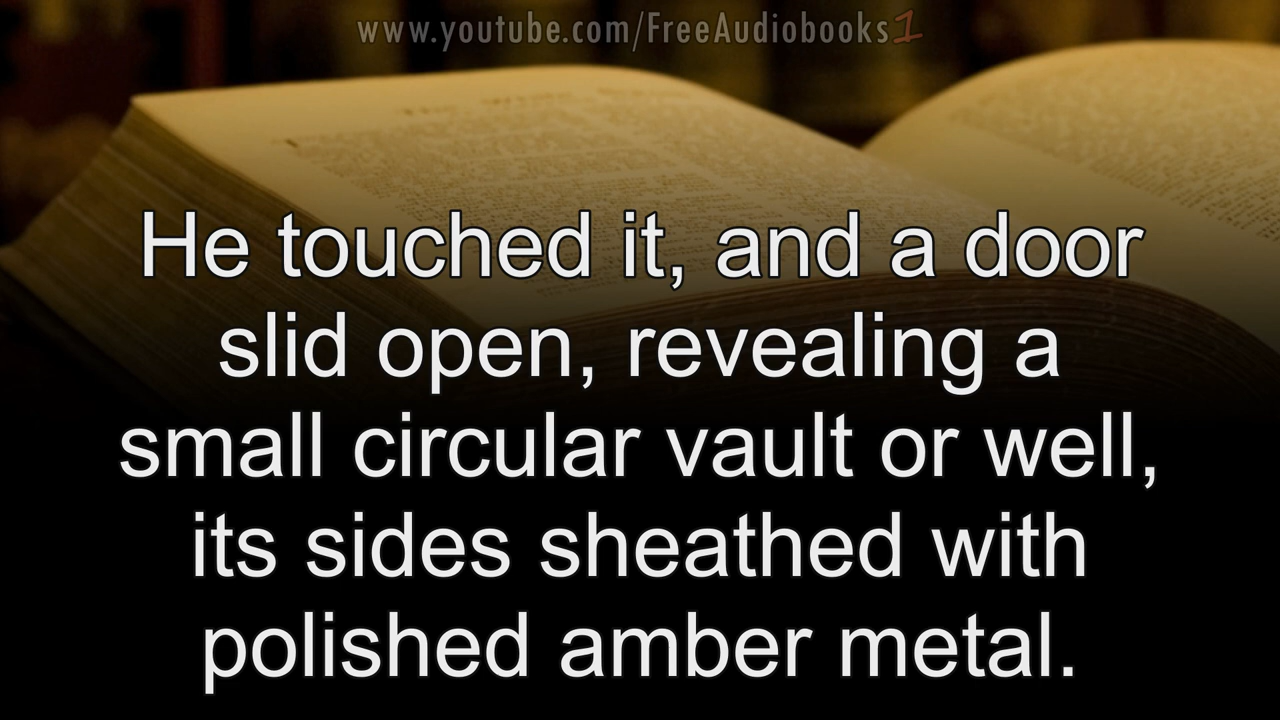 www.youtube.com/FreeAudiobooks1
He touched it, and a door
slid open, revealing a
small circular vault or well,
its sides sheathed with
polished amber metal.